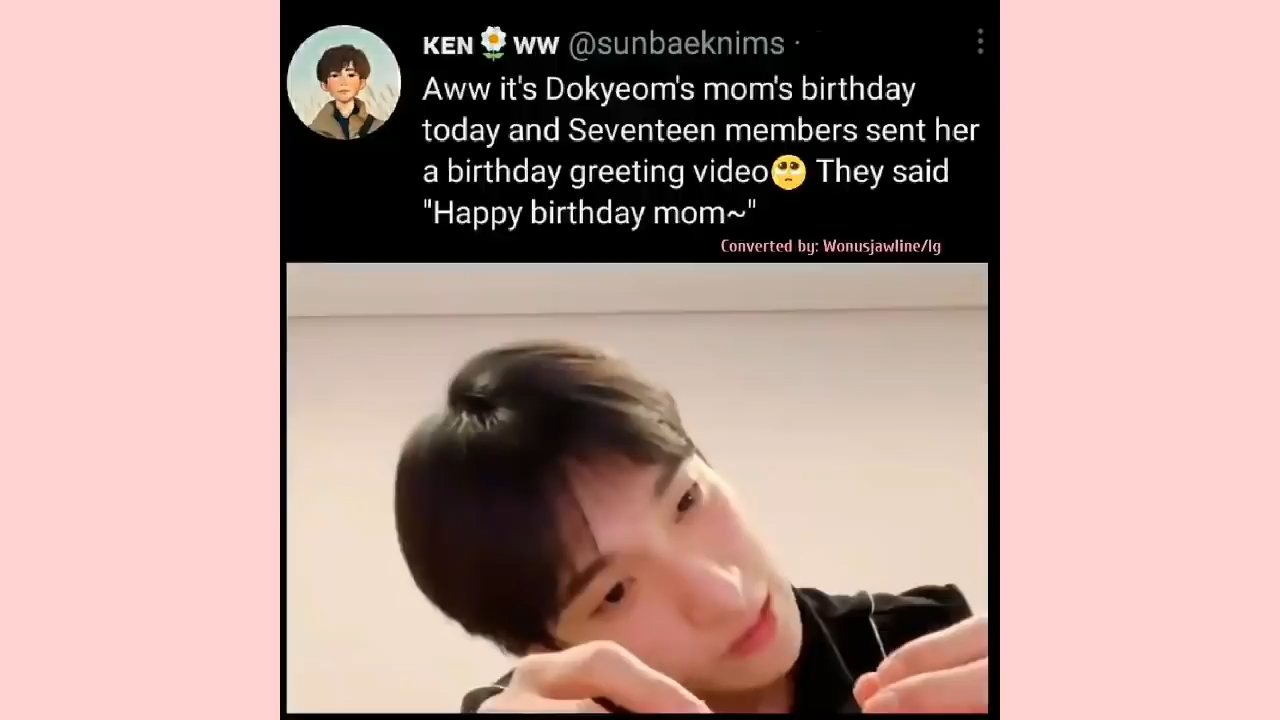 KEN🌼WW @sunbaeknims ·
Aww it's Dokyeom's mom's birthday
today and Seventeen members sent her
a birthday greeting video🥺 They said
"Happy birthday mom~"
Converted by: Wonusjawline/Ig